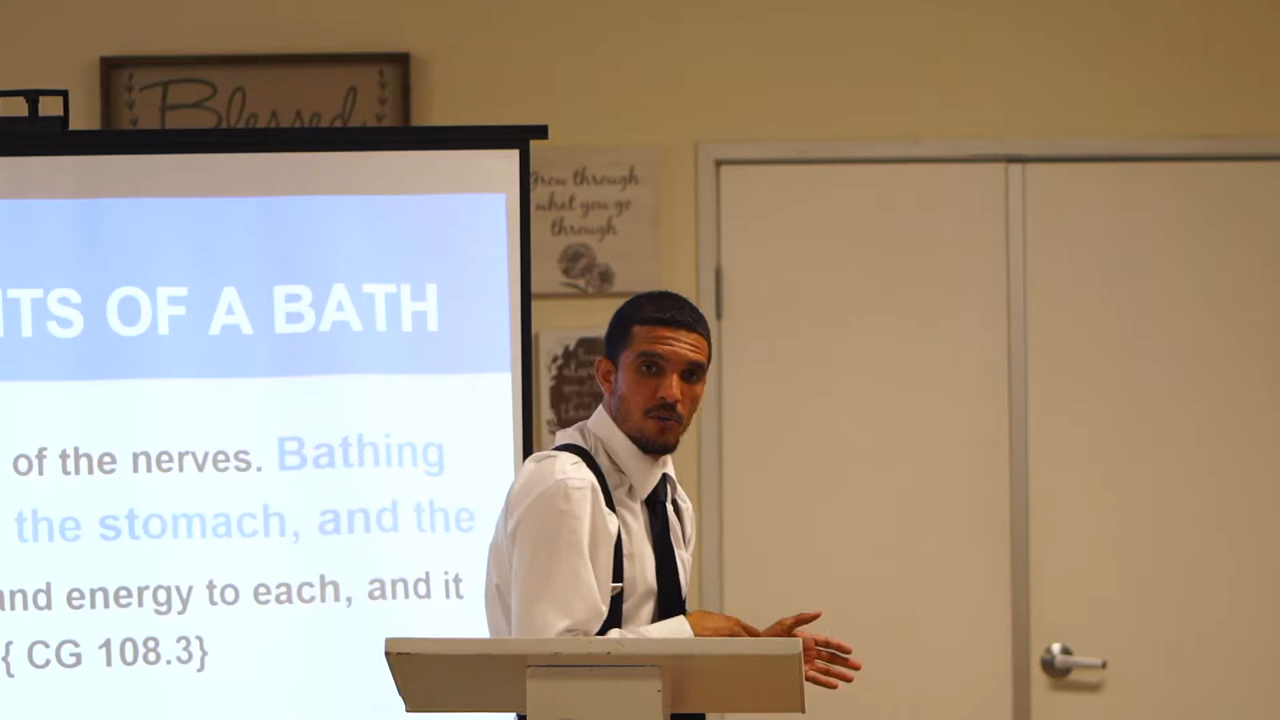 Blessed
Grow through
what you go
through
ITS OF A BATH
of the nerves. Bathing
the stomach, and the
and energy to each, and it
{ CG 108.3}